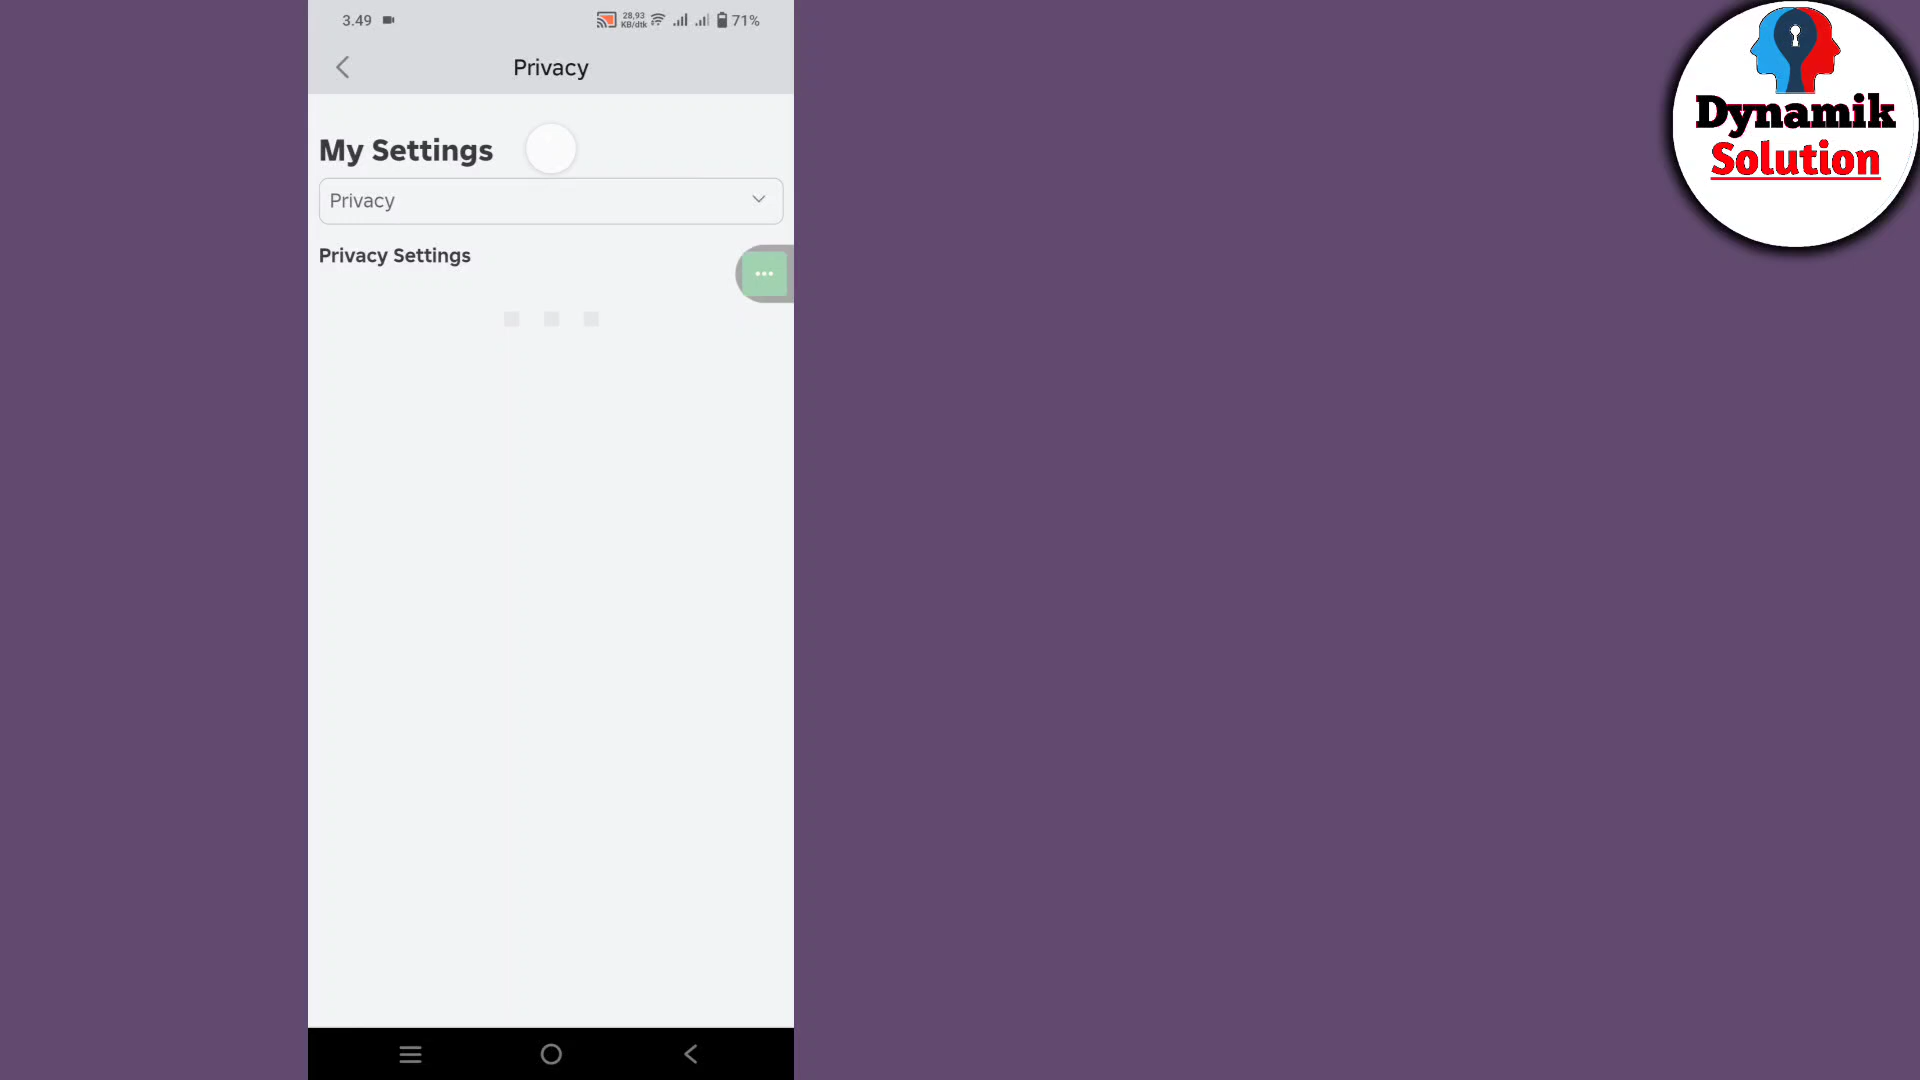 3.49
28,93
KB/dtk
71%
Privacy
My Settings
Privacy
Privacy Settings
Dynamik
Solution